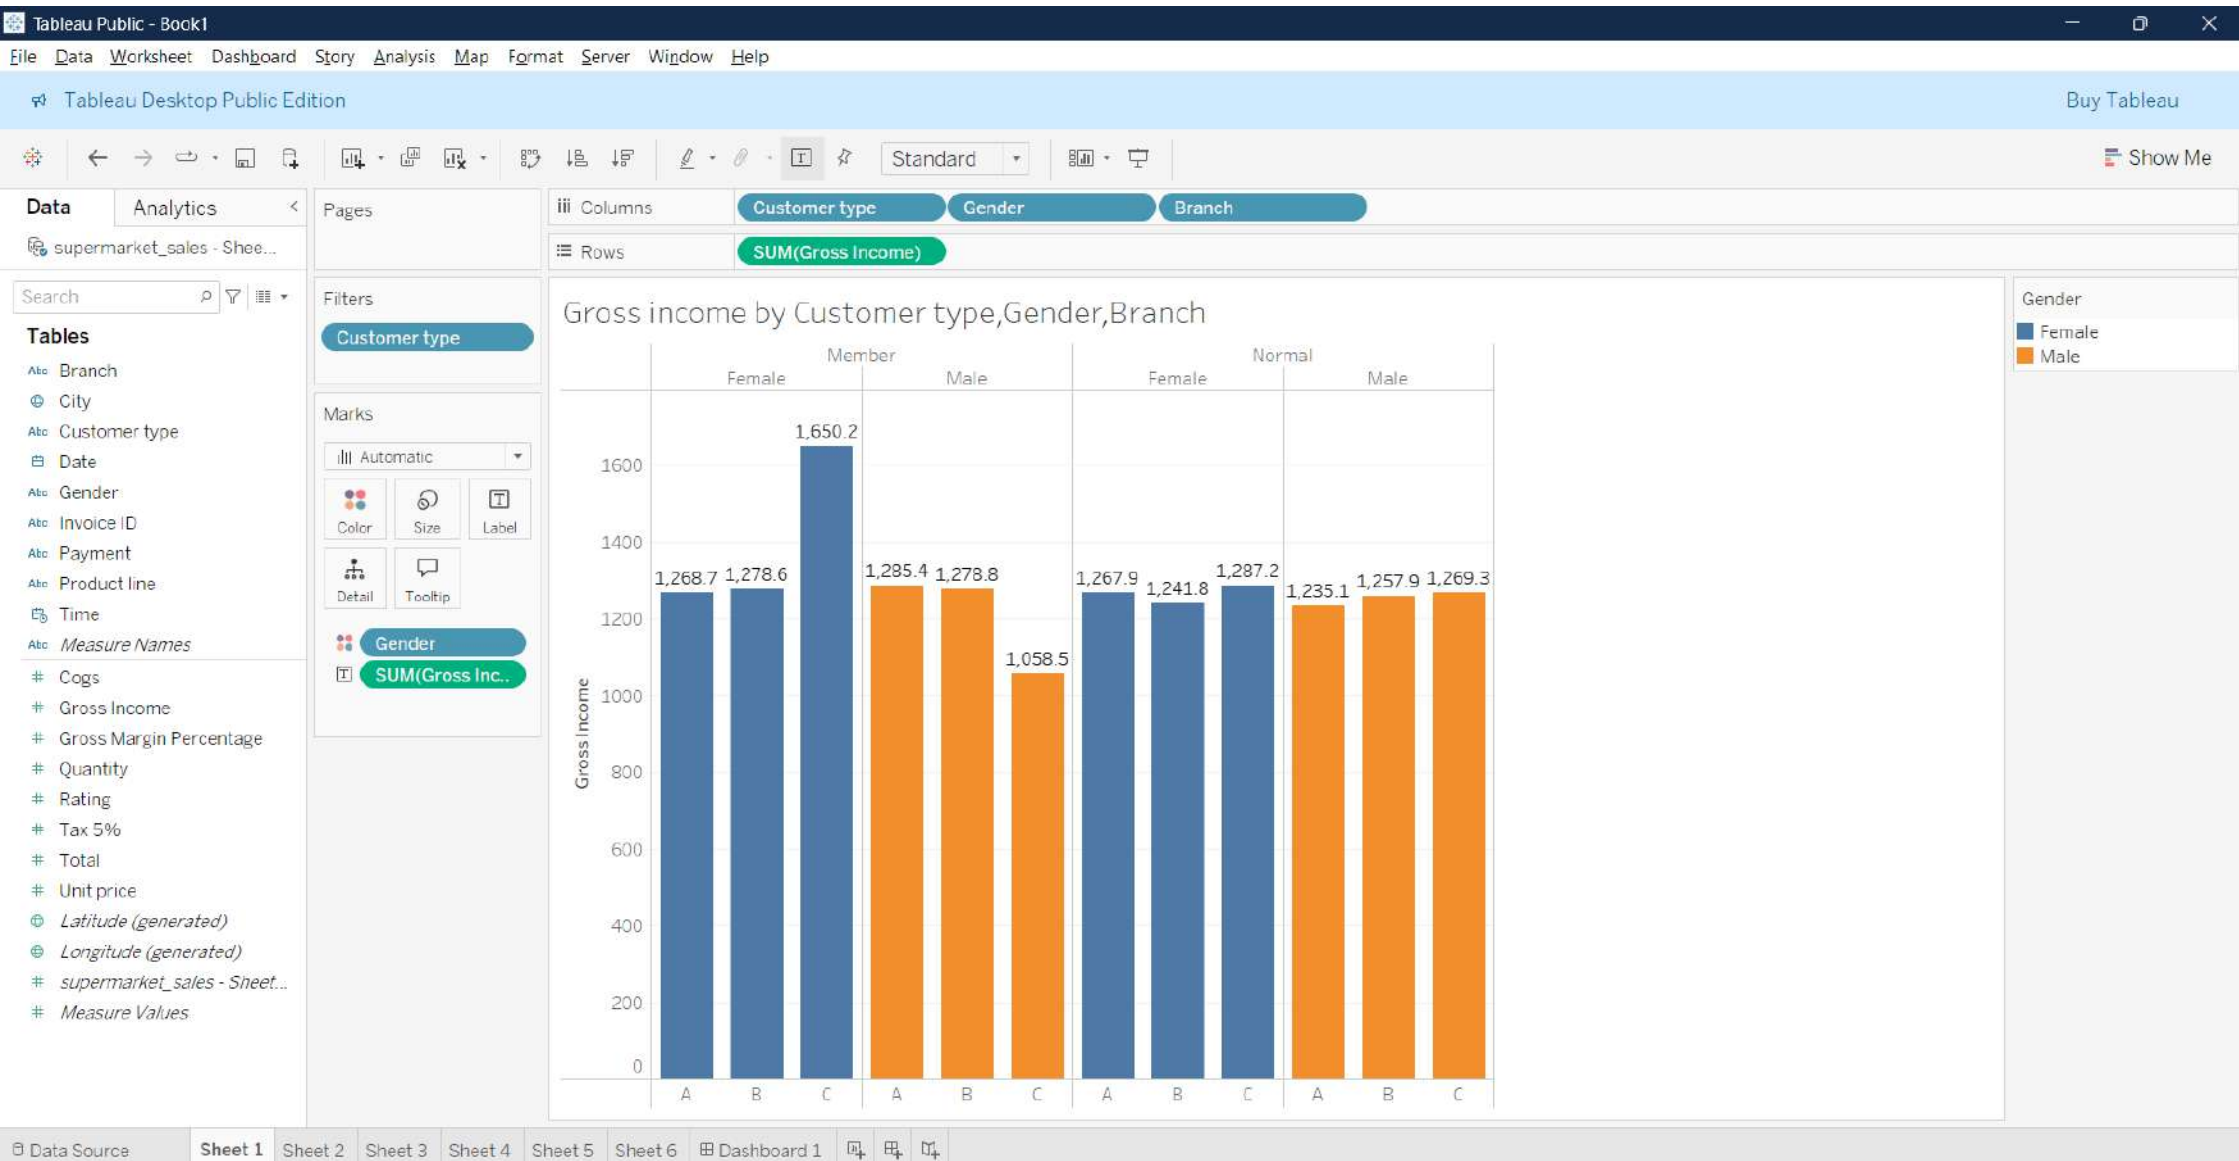 Tableau Public - Book1
File Data Worksheet Dashboard Story Analysis Map Format Server Window Help
Tableau Desktop Public Edition
Buy Tableau
Standard
Show Me
Data
Analytics
supermarket_sales - Shee...
Search
Tables
Abc Branch
City
Abc Customer type
Date
Abc Gender
Abc Invoice ID
Abc Payment
Abc Product line
Time
Abc Measure Names
# Cogs
# Gross Income
# Gross Margin Percentage
# Quantity
# Rating
# Tax 5%
# Total
# Unit price
Latitude (generated)
Longitude (generated)
# supermarket_sales - Sheet...
# Measure Values
Pages
Filters
Customer type
Marks
Automatic
Color
Size
Label
Detail
Tooltip
Gender
SUM(Gross Inc..
Columns
Customer type
Gender
Branch
Rows
SUM(Gross Income)
Gross income by Customer type,Gender,Branch
Member
Normal
Female
Male
Female
Male
1,650.2
1,268.7
1,278.6
1,285.4
1,278.8
1,058.5
1,267.9
1,241.8
1,287.2
1,235.1
1,257.9
1,269.3
Gross Income
1600
1400
1200
1000
800
600
400
200
0
A B C A B C A B C A B C
Gender
Female
Male
Data Source
Sheet 1
Sheet 2
Sheet 3
Sheet 4
Sheet 5
Sheet 6
Dashboard 1